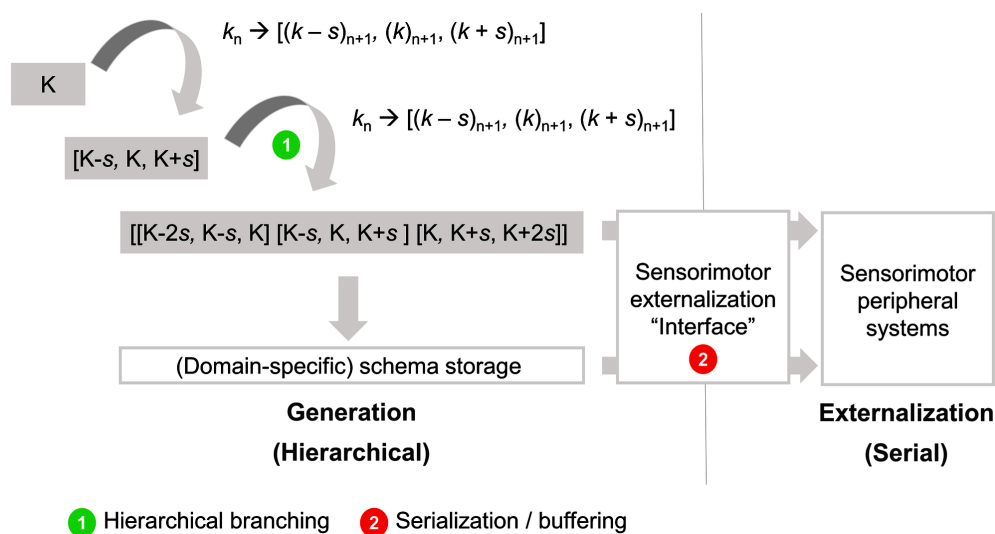 kn → [(k – s)n+1, (k)n+1, (k + s)n+1]
K
kn → [(k – s)n+1, (k)n+1, (k + s)n+1]
1
[K-s, K, K+s]
[[K-2s, K-s, K] [K-s, K, K+s ] [K, K+s, K+2s]]
Sensorimotor
externalization
“Interface”
2
Sensorimotor
peripheral
systems
(Domain-specific) schema storage
Generation
(Hierarchical)
Externalization
(Serial)
1 Hierarchical branching
2 Serialization / buffering